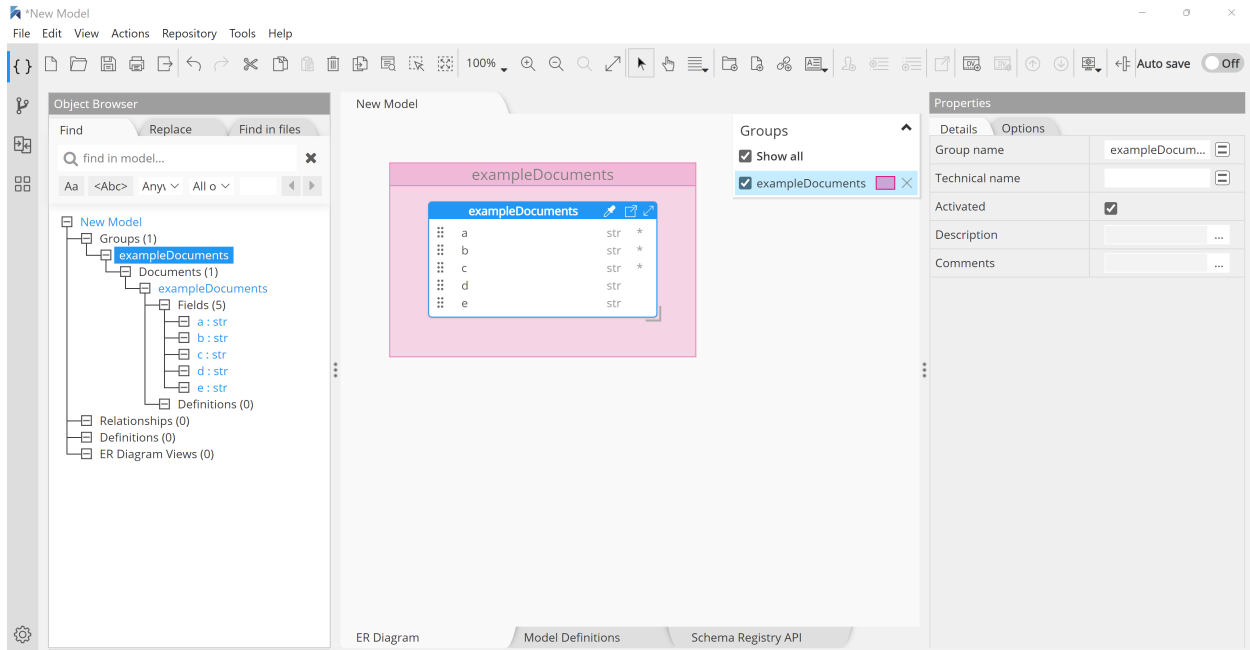 *New Model
File Edit View Actions Repository Tools Help
100% Auto save Off
Object Browser
Find Replace Find in files
find in model...
Aa <Abc> Any All o
New Model
Groups (1)
exampleDocuments
Documents (1)
exampleDocuments
Fields (5)
a : str
b : str
c : str
d : str
e : str
Definitions (0)
Relationships (0)
Definitions (0)
ER Diagram Views (0)
New Model
exampleDocuments
exampleDocuments
a str *
b str *
c str *
d str
e str
Groups
Show all
exampleDocuments
ER Diagram Model Definitions Schema Registry API
Properties
Details Options
Group name exampleDocum...
Technical name
Activated
Description ...
Comments ...